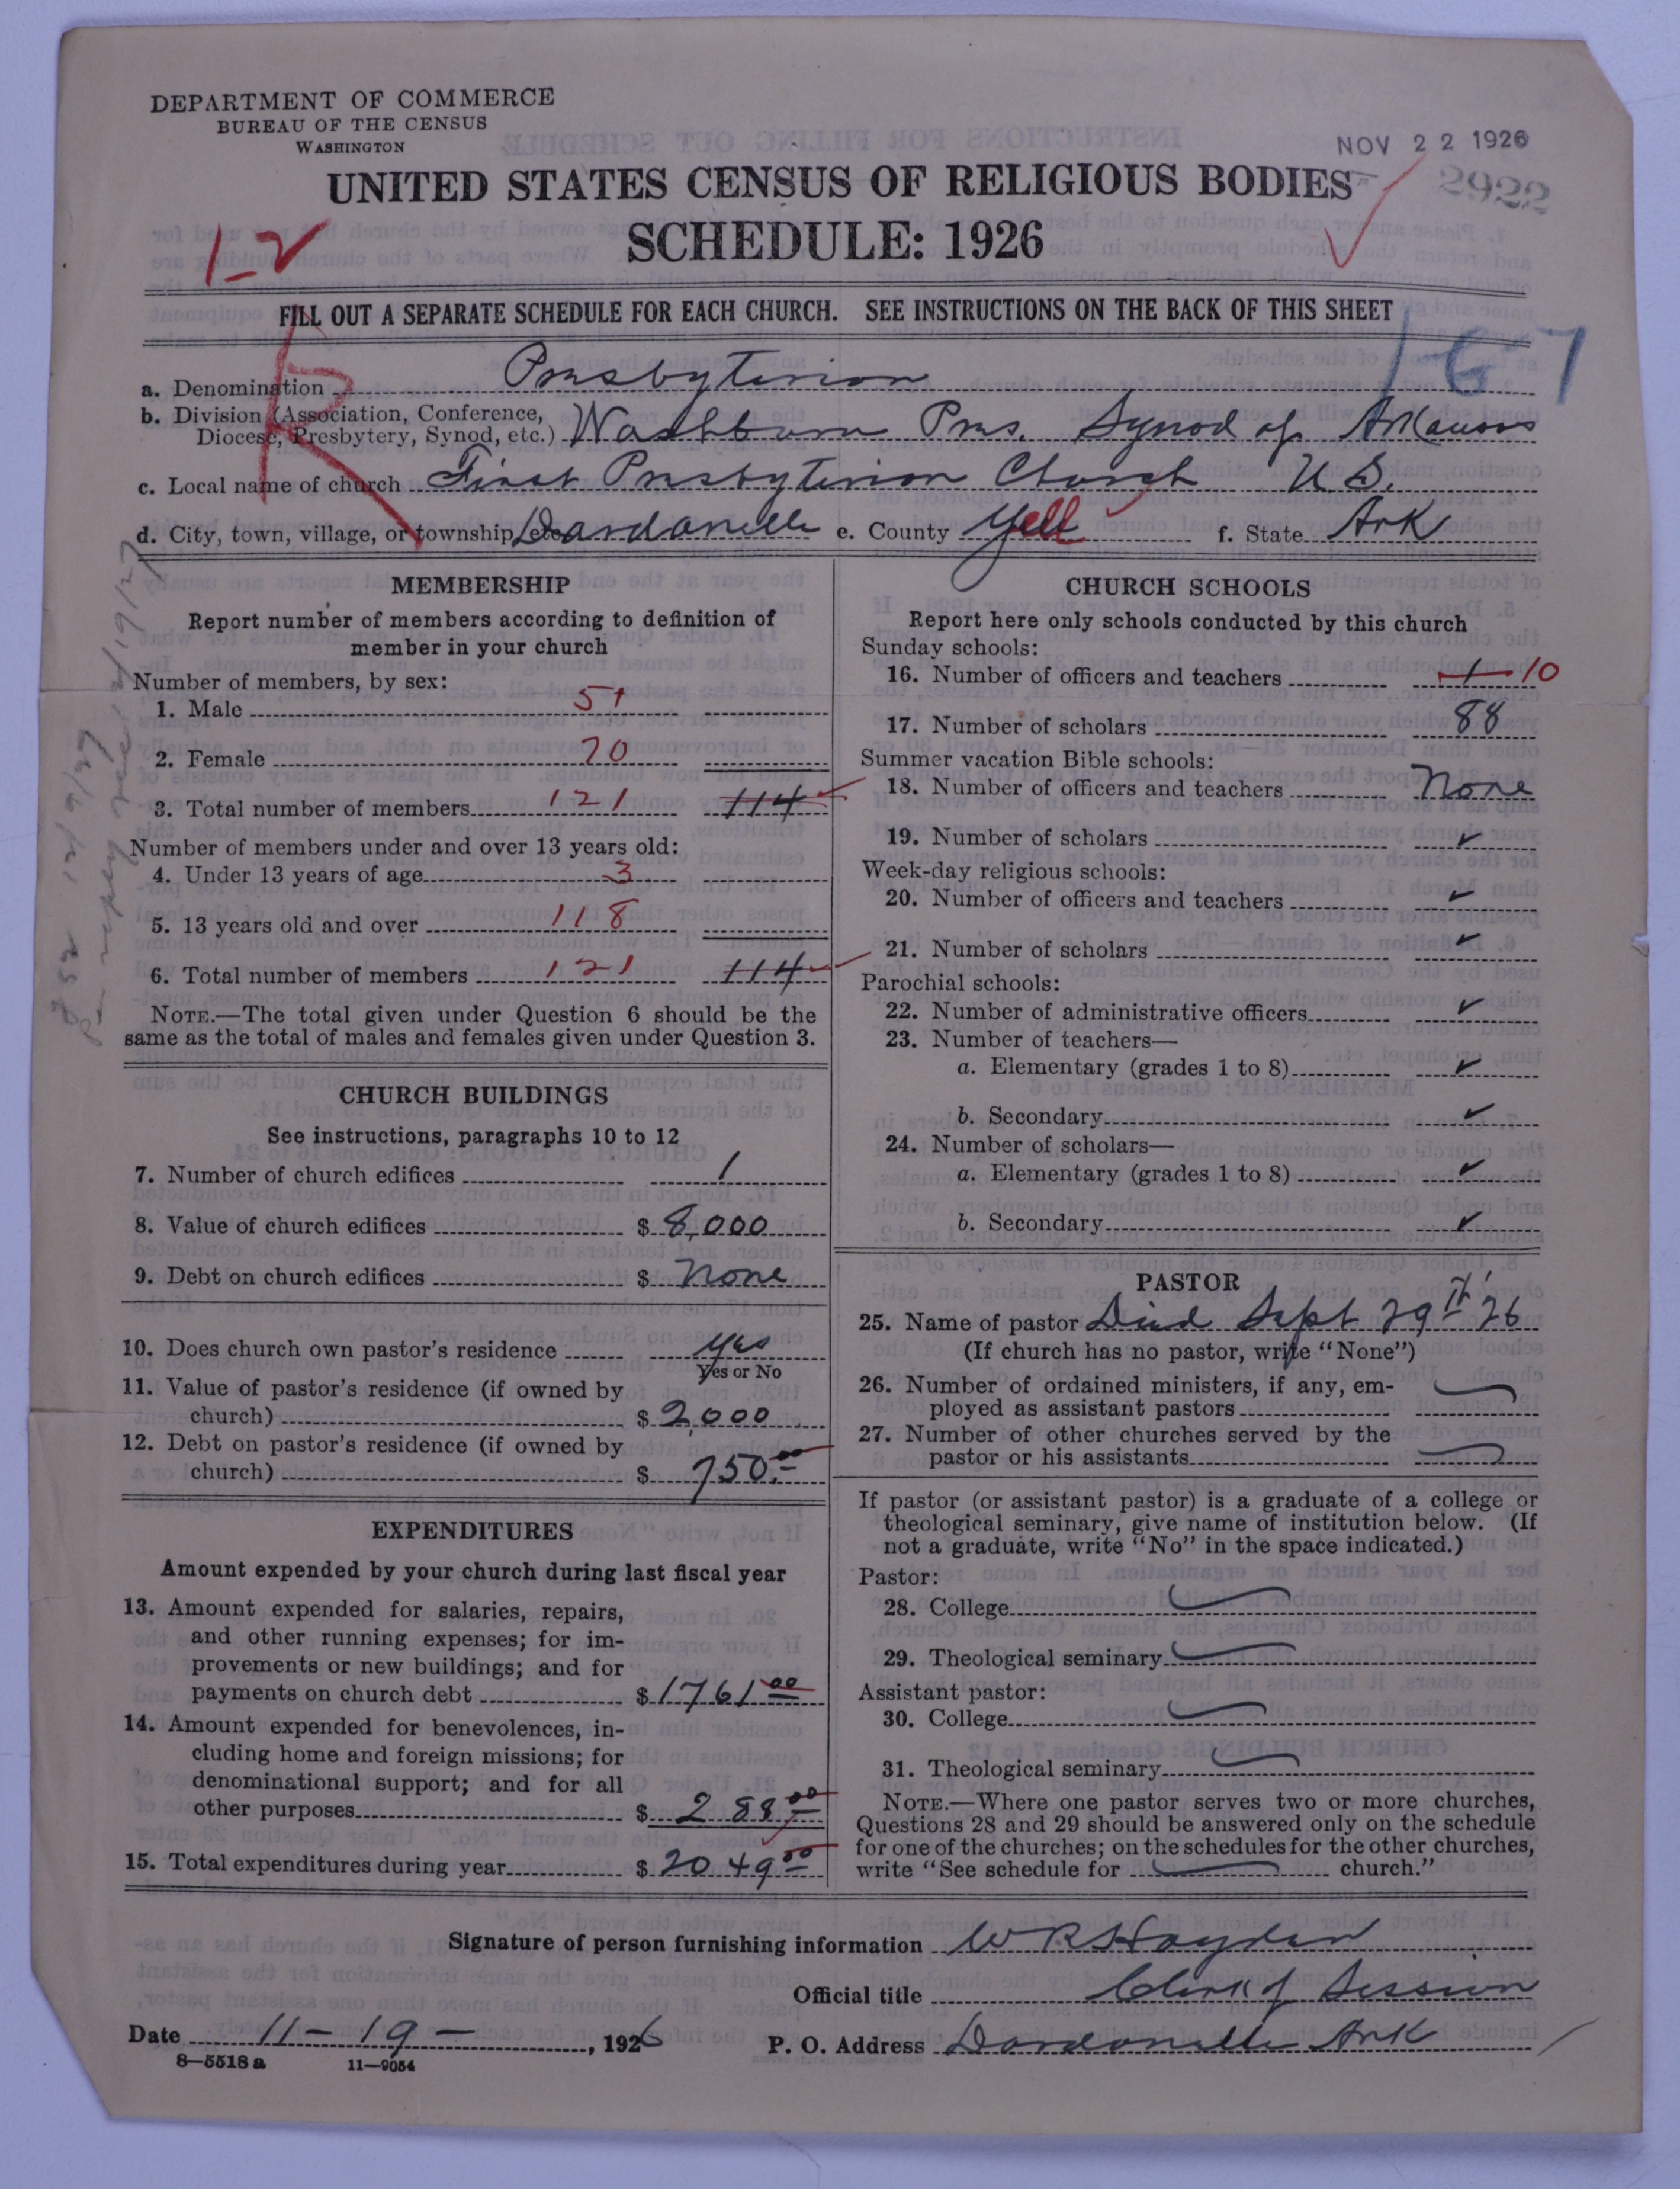 DEPARTMENT OF COMMERCE
BUREAU OF THE CENSUS
WASHINGTON
NOV 22 1926
2922
UNITED STATES CENSUS OF RELIGIOUS BODIES
SCHEDULE: 1926
1-2
FILL OUT A SEPARATE SCHEDULE FOR EACH CHURCH. SEE INSTRUCTIONS ON THE BACK OF THIS SHEET
R
167
a. Denomination Presbyterian
b. Division (Association, Conference,
Diocese, Presbytery, Synod, etc.) Washburn Pres. Synod of Arkansas
c. Local name of church First Presbyterian Church U S.
d. City, town, village, or township, etc. Dardanelle e. County Yell f. State Ark
MEMBERSHIP
Report number of members according to definition of
member in your church
Number of members, by sex:
1. Male 51
2. Female 70
3. Total number of members 121 114
Number of members under and over 13 years old:
4. Under 13 years of age 3
5. 13 years old and over 118
6. Total number of members 121 114
NOTE.—The total given under Question 6 should be the
same as the total of males and females given under Question 3.
CHURCH BUILDINGS
See instructions, paragraphs 10 to 12
7. Number of church edifices 1
8. Value of church edifices $ 8,000
9. Debt on church edifices $ None
10. Does church own pastor's residence Yes
Yes or No
11. Value of pastor's residence (if owned by
church) $ 2,000
12. Debt on pastor's residence (if owned by
church) $ 750.00
EXPENDITURES
Amount expended by your church during last fiscal year
13. Amount expended for salaries, repairs,
and other running expenses; for im-
provements or new buildings; and for
payments on church debt $ 1761 00
14. Amount expended for benevolences, in-
cluding home and foreign missions; for
denominational support; and for all
other purposes $ 288 00
15. Total expenditures during year $ 2049 00
CHURCH SCHOOLS
Report here only schools conducted by this church
Sunday schools:
16. Number of officers and teachers 1 10
17. Number of scholars 88
Summer vacation Bible schools:
18. Number of officers and teachers None
19. Number of scholars ✓
Week-day religious schools:
20. Number of officers and teachers ✓
21. Number of scholars ✓
Parochial schools:
22. Number of administrative officers ✓
23. Number of teachers—
a. Elementary (grades 1 to 8) ✓
b. Secondary ✓
24. Number of scholars—
a. Elementary (grades 1 to 8) ✓
b. Secondary ✓
PASTOR
25. Name of pastor Died Sept 29th '26
(If church has no pastor, write "None")
26. Number of ordained ministers, if any, em-
ployed as assistant pastors
27. Number of other churches served by the
pastor or his assistants
If pastor (or assistant pastor) is a graduate of a college or
theological seminary, give name of institution below. (If
not a graduate, write "No" in the space indicated.)
Pastor:
28. College
29. Theological seminary
Assistant pastor:
30. College
31. Theological seminary
NOTE.—Where one pastor serves two or more churches,
Questions 28 and 29 should be answered only on the schedule
for one of the churches; on the schedules for the other churches,
write "See schedule for church."
Signature of person furnishing information W R Hayden
Official title Clerk of Session
Date 11-19-, 1926 P. O. Address Dardanelle Ark
8—5518 a 11—9054